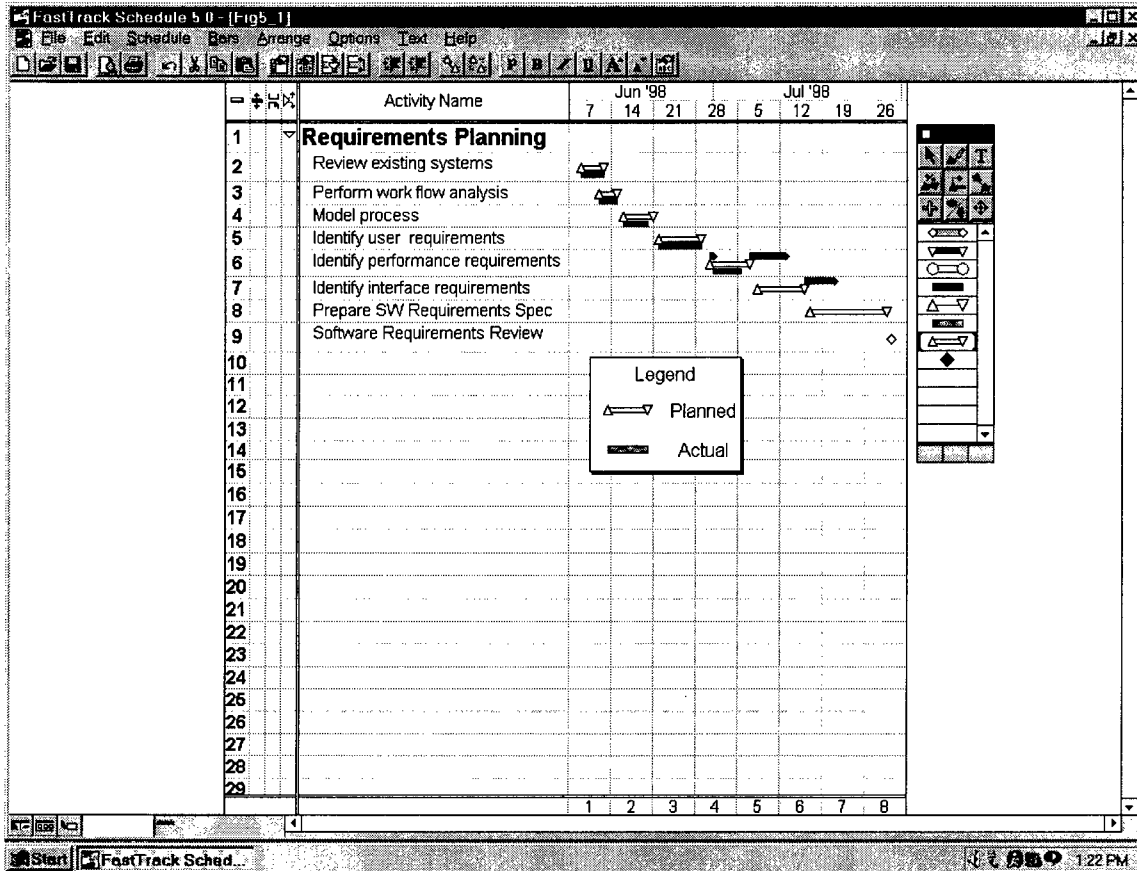 FastTrack Schedule 5.0 - [Fig5_1]
File Edit Schedule Bars Arrange Options Text Help
P B I U A A
Activity Name
Jun '98 Jul '98
7 14 21 28 5 12 19 26
1 Requirements Planning
2 Review existing systems
3 Perform work flow analysis
4 Model process
5 Identify user requirements
6 Identify performance requirements
7 Identify interface requirements
8 Prepare SW Requirements Spec
9 Software Requirements Review
10
11
12
13
14
15
16
17
18
19
20
21
22
23
24
25
26
27
28
29
Legend
Planned
Actual
T
1 2 3 4 5 6 7 8
Start FastTrack Sched... 1:22 PM